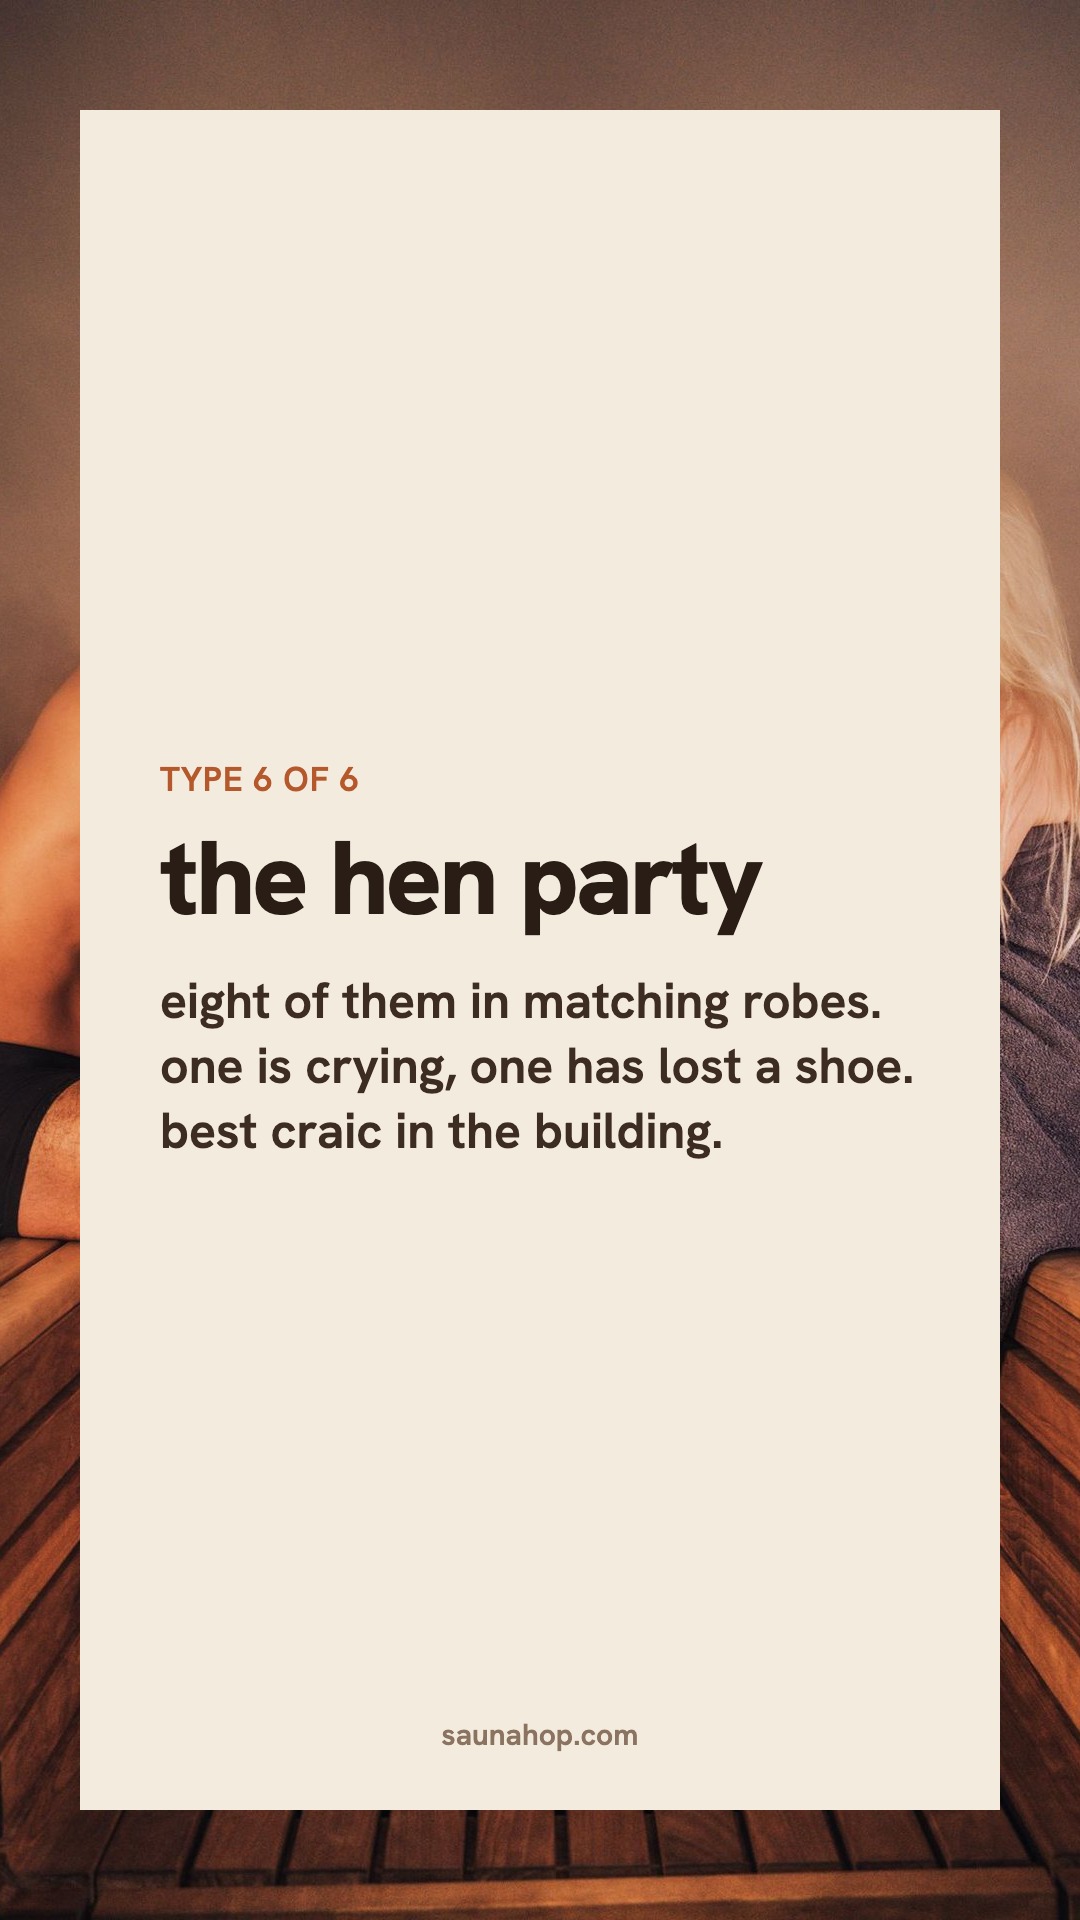 TYPE 6 OF 6
the hen party
eight of them in matching robes.
one is crying, one has lost a shoe.
best craic in the building.
saunahop.com